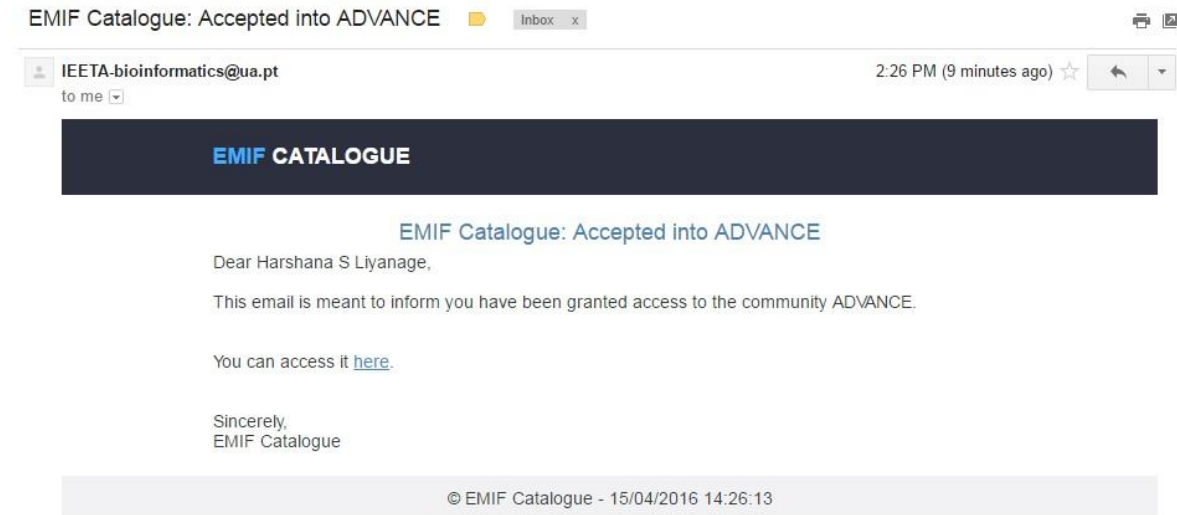 EMIF Catalogue: Accepted into ADVANCE Inbox x
IEETA-bioinformatics@ua.pt 2:26 PM (9 minutes ago)
to me
EMIF CATALOGUE
EMIF Catalogue: Accepted into ADVANCE
Dear Harshana S Liyanage,
This email is meant to inform you have been granted access to the community ADVANCE.
You can access it here.
Sincerely,
EMIF Catalogue
© EMIF Catalogue - 15/04/2016 14:26:13